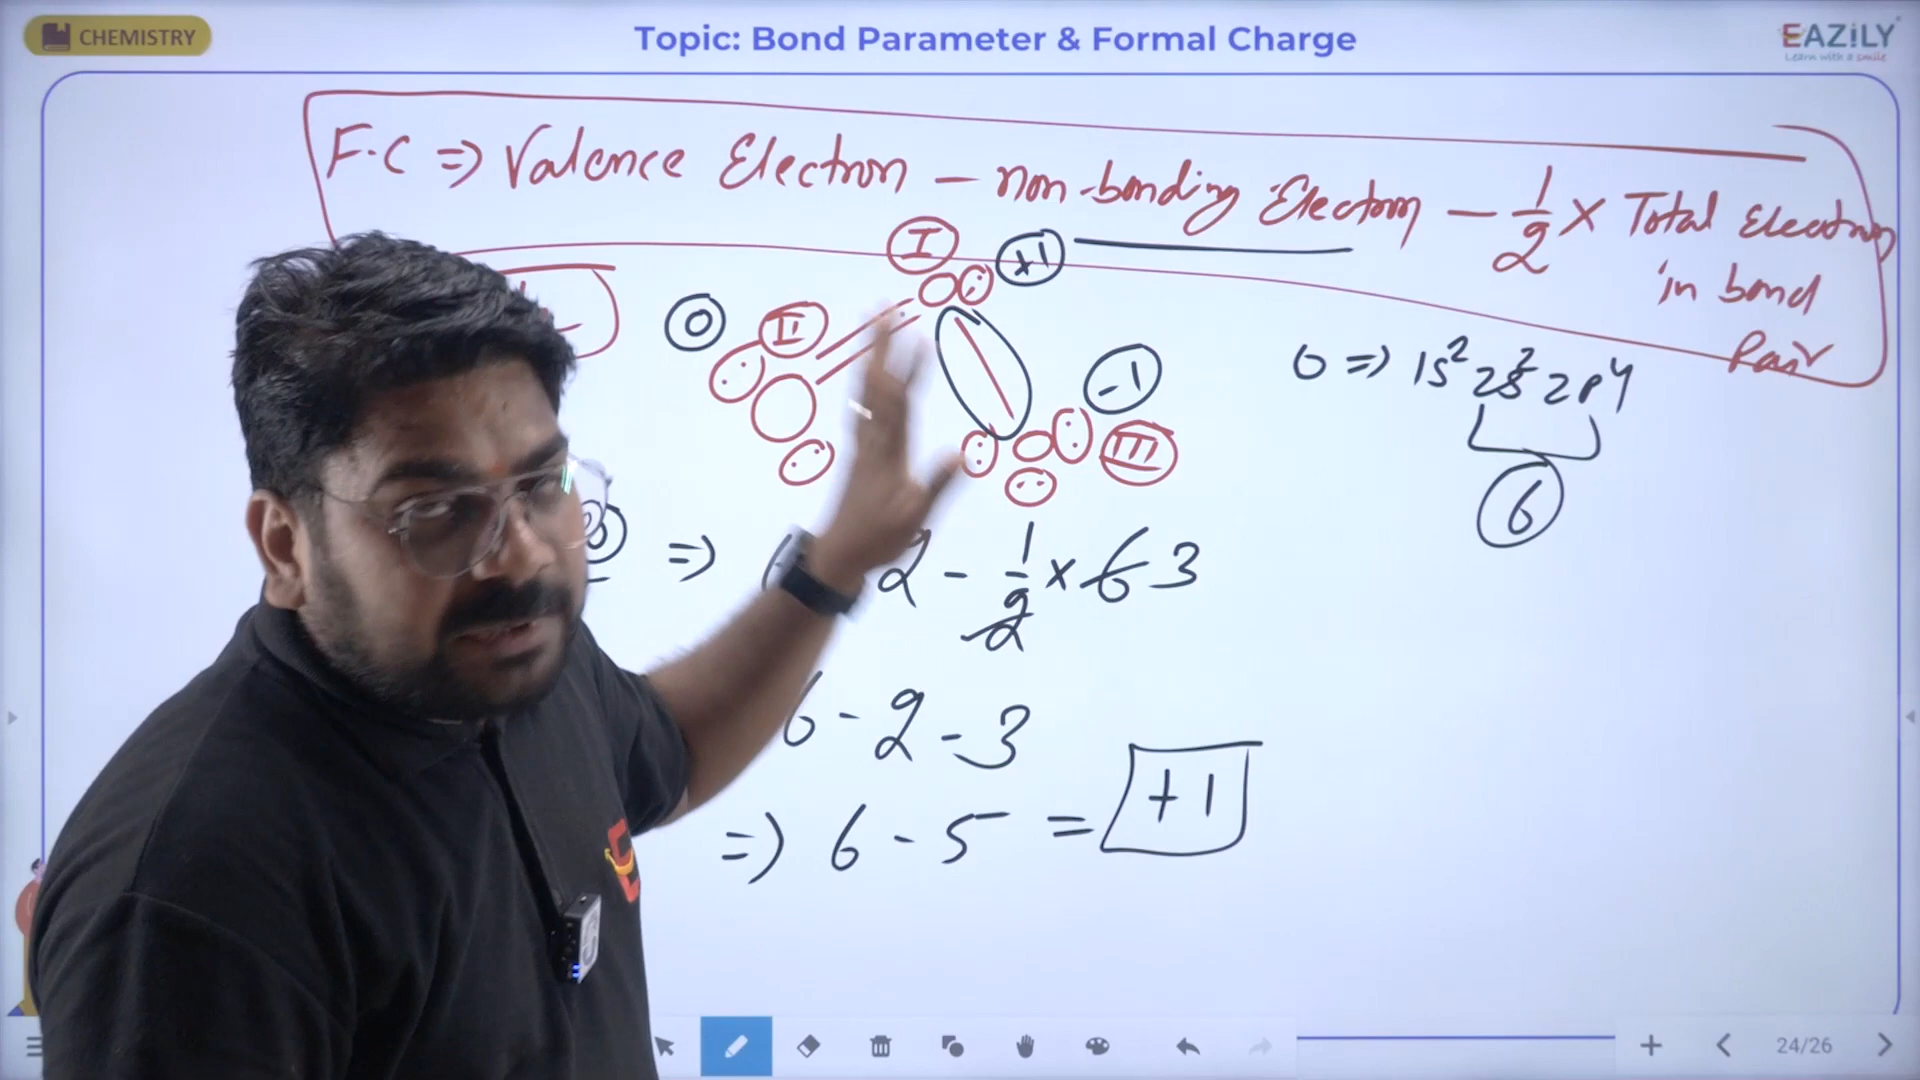 CHEMISTRY
Topic: Bond Parameter & Formal Charge
EAZiLY
Learn with a smile
F.C => Valence Electron - non-bonding Electron - 1/2 x Total Electron
in bond
Pair
I
+1
0
II
-1
III
O => 1s² 2s² 2p⁴
6
=> 2 - 1/2 x 6 3
6 - 2 - 3
=> 6 - 5 = +1
24/26